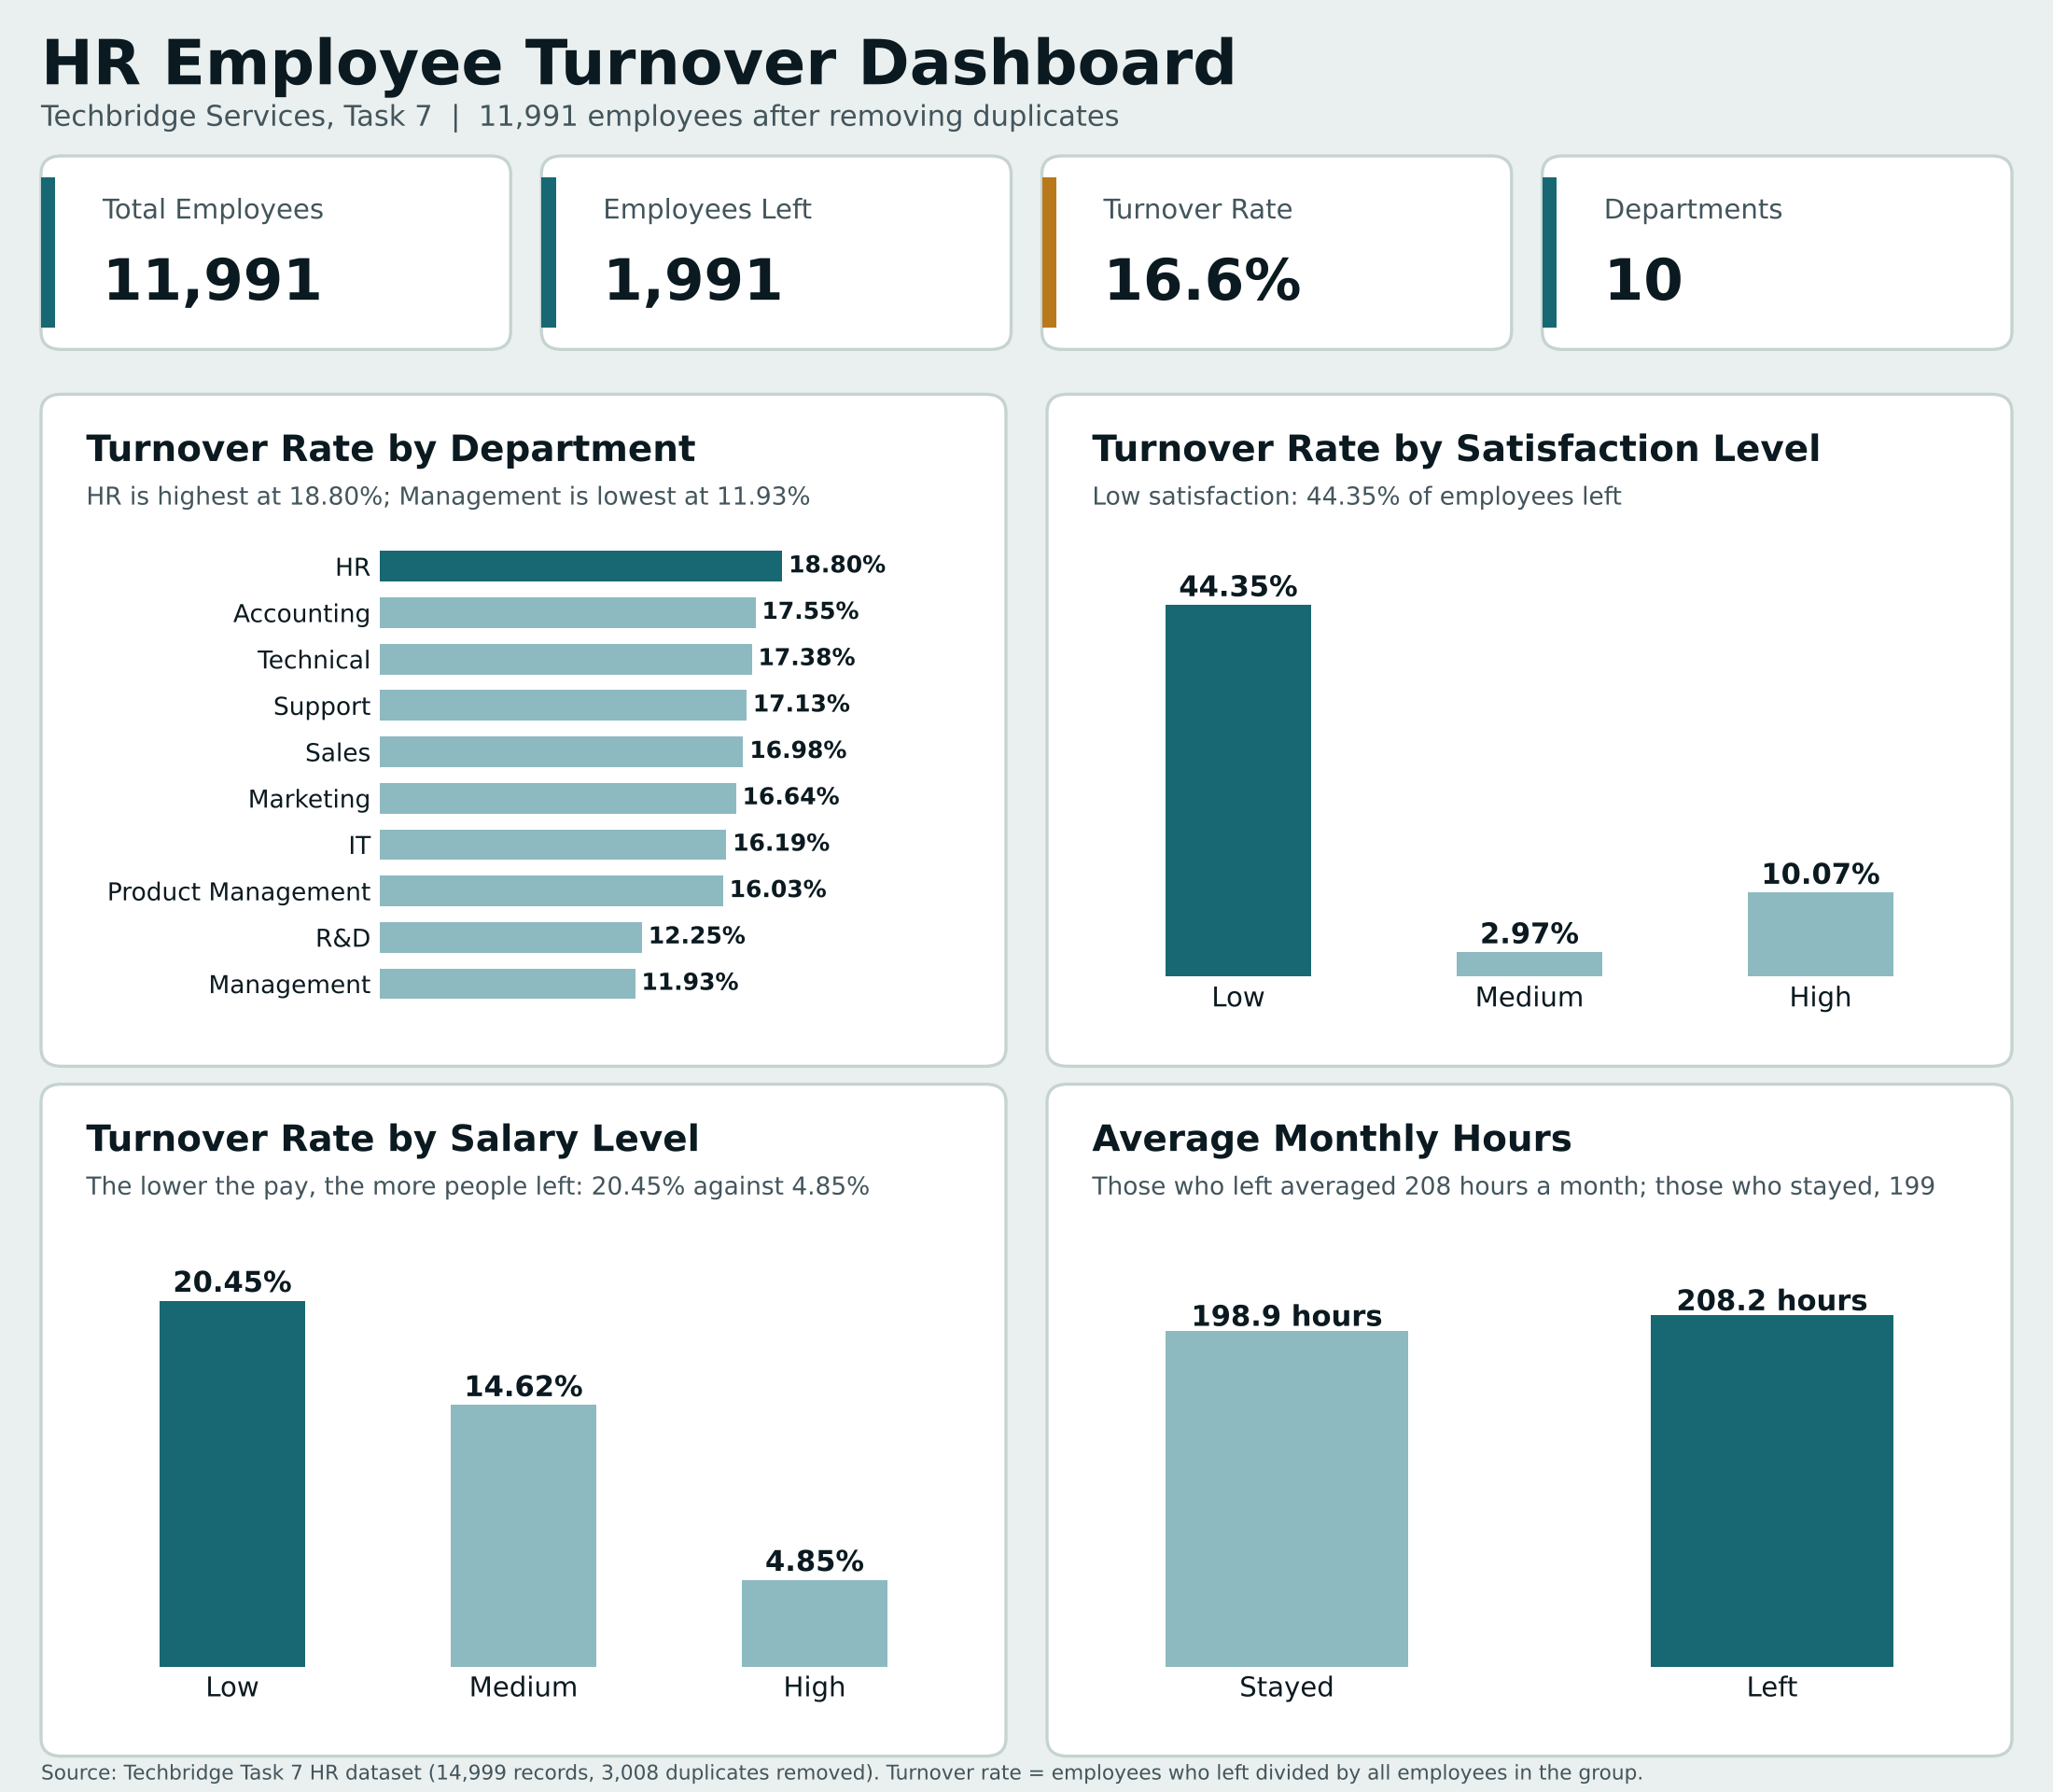 HR Employee Turnover Dashboard
Techbridge Services, Task 7 | 11,991 employees after removing duplicates
Total Employees
11,991
Employees Left
1,991
Turnover Rate
16.6%
Departments
10
Turnover Rate by Department
HR is highest at 18.80%; Management is lowest at 11.93%
HR 18.80%
Accounting 17.55%
Technical 17.38%
Support 17.13%
Sales 16.98%
Marketing 16.64%
IT 16.19%
Product Management 16.03%
R&D 12.25%
Management 11.93%
Turnover Rate by Satisfaction Level
Low satisfaction: 44.35% of employees left
44.35%
2.97%
10.07%
Low Medium High
Turnover Rate by Salary Level
The lower the pay, the more people left: 20.45% against 4.85%
20.45%
14.62%
4.85%
Low Medium High
Average Monthly Hours
Those who left averaged 208 hours a month; those who stayed, 199
198.9 hours
208.2 hours
Stayed Left
Source: Techbridge Task 7 HR dataset (14,999 records, 3,008 duplicates removed). Turnover rate = employees who left divided by all employees in the group.